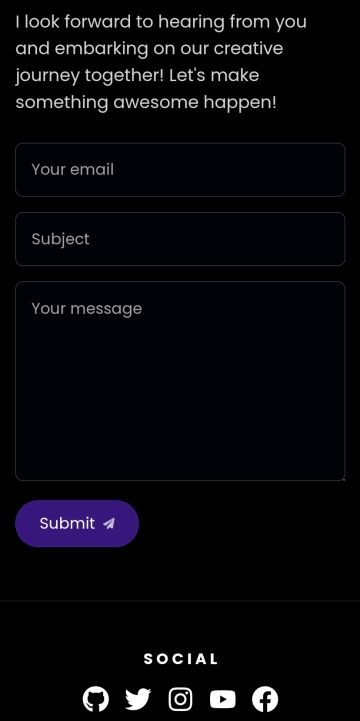 I look forward to hearing from you
and embarking on our creative
journey together! Let's make
something awesome happen!
Your email
Subject
Your message
Submit
SOCIAL